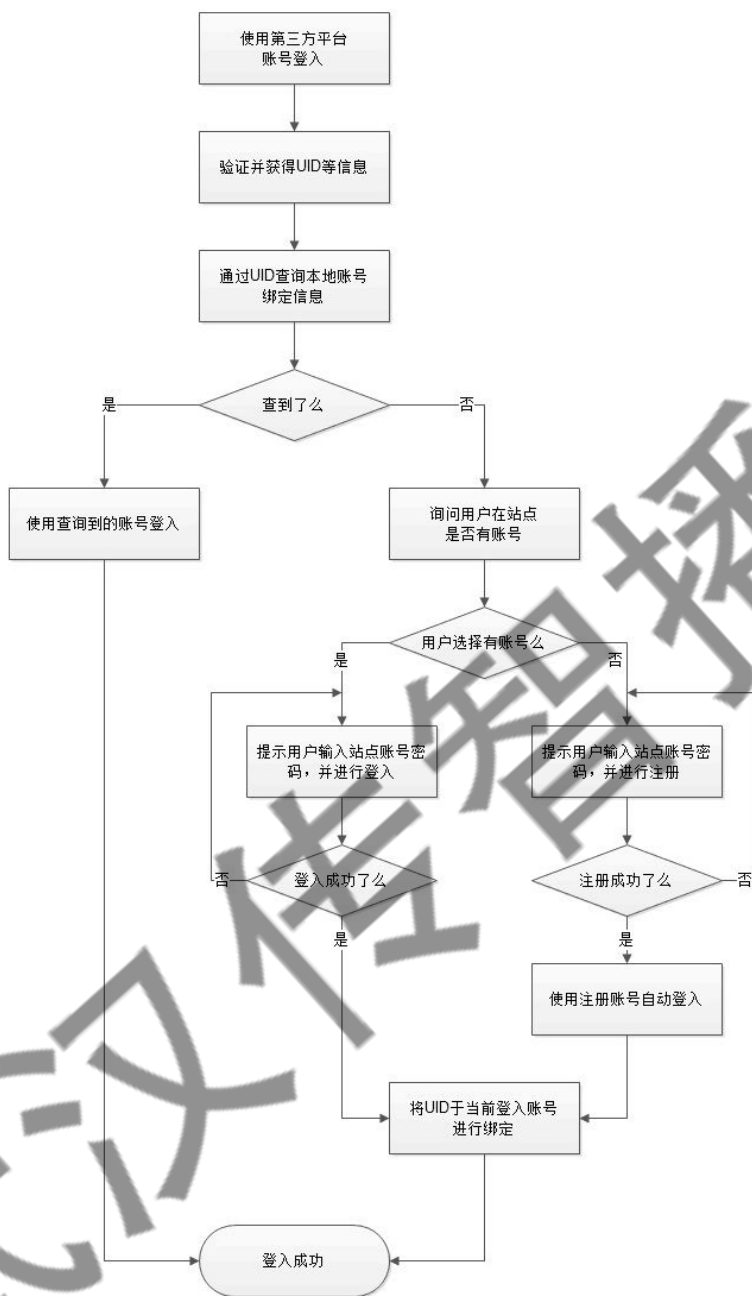 使用第三方平台
账号登入
验证并获得UID等信息
通过UID查询本地账号
绑定信息
查到了么
是
否
使用查询到的账号登入
询问用户在站点
是否有账号
用户选择有账号么
是
否
提示用户输入站点账号密
码，并进行登入
提示用户输入站点账号密
码，并进行注册
否
登入成功了么
注册成功了么
否
是
是
使用注册账号自动登入
将UID于当前登入账号
进行绑定
登入成功
武汉传智播